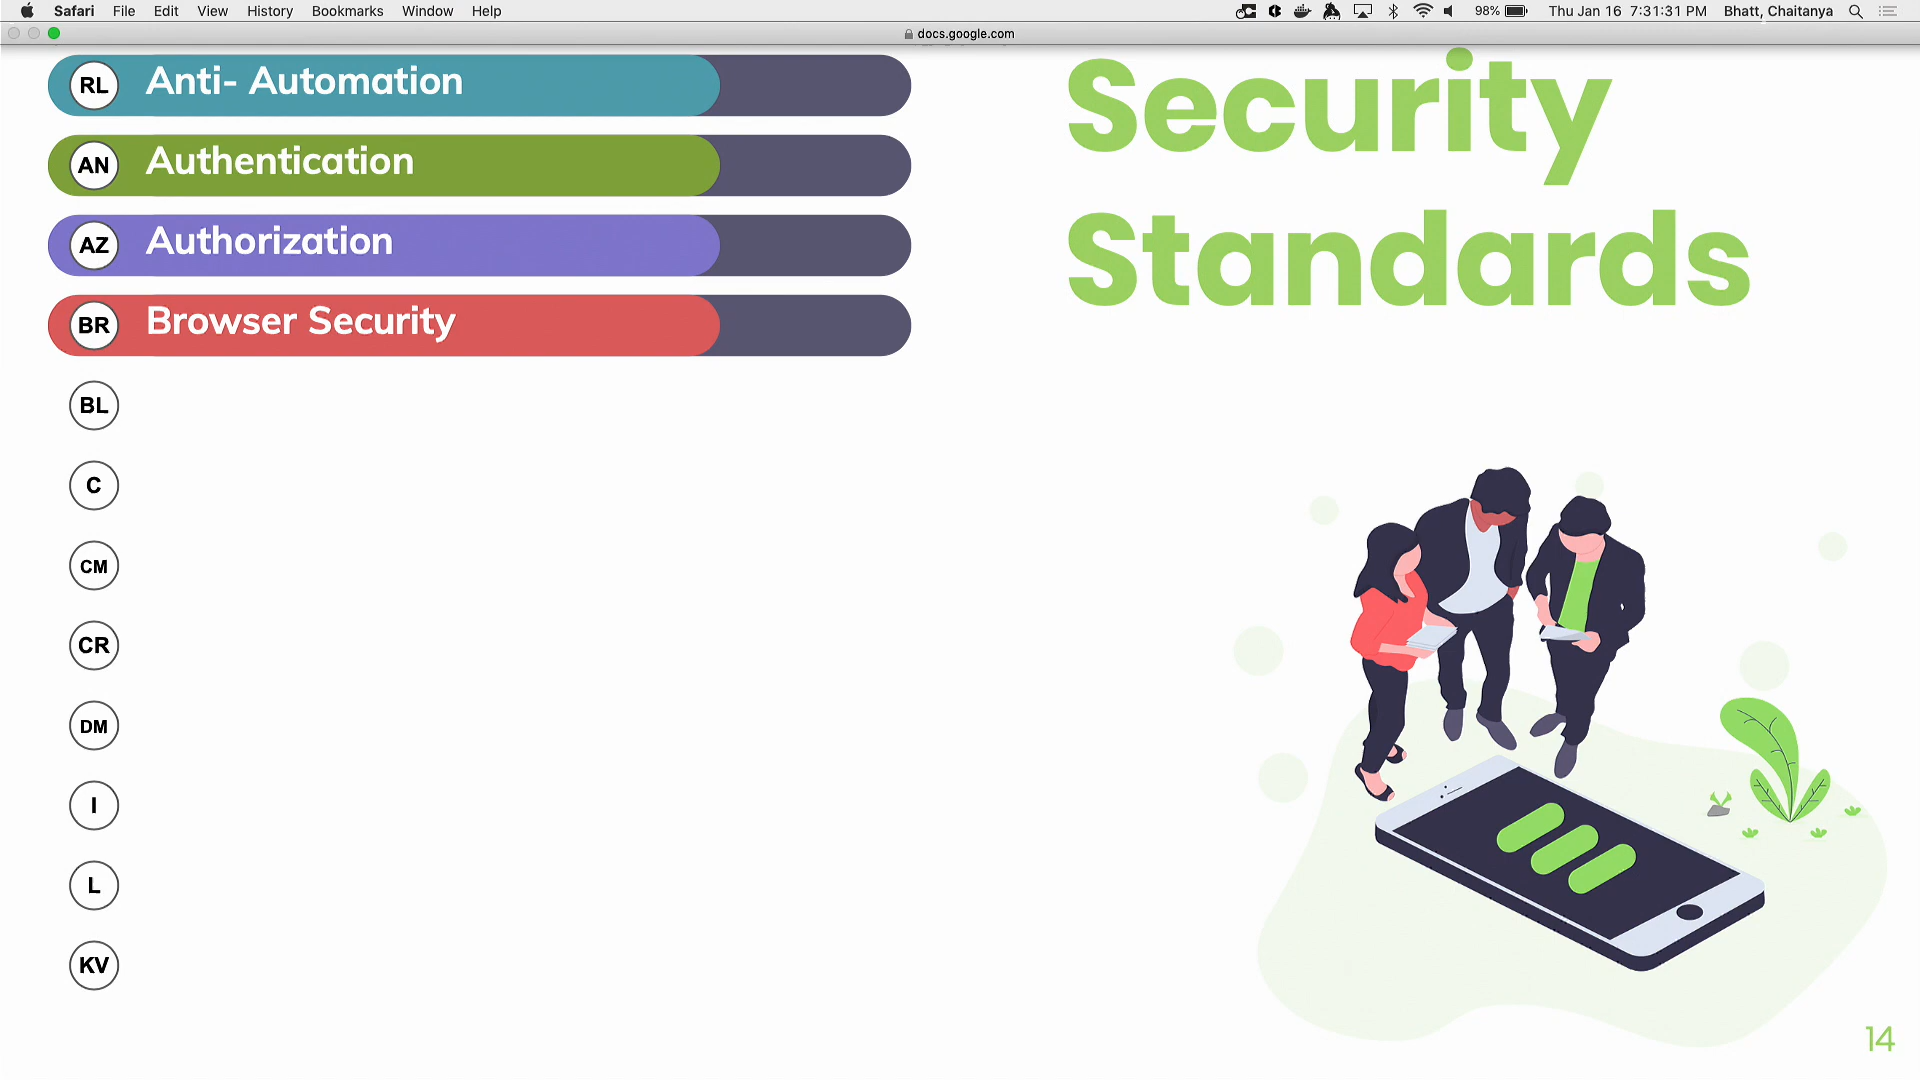 Safari File Edit View History Bookmarks Window Help 98% Thu Jan 16 7:31:31 PM Bhatt, Chaitanya
docs.google.com
RL Anti- Automation
AN Authentication
AZ Authorization
BR Browser Security
BL
C
CM
CR
DM
I
L
KV
Security
Standards
14